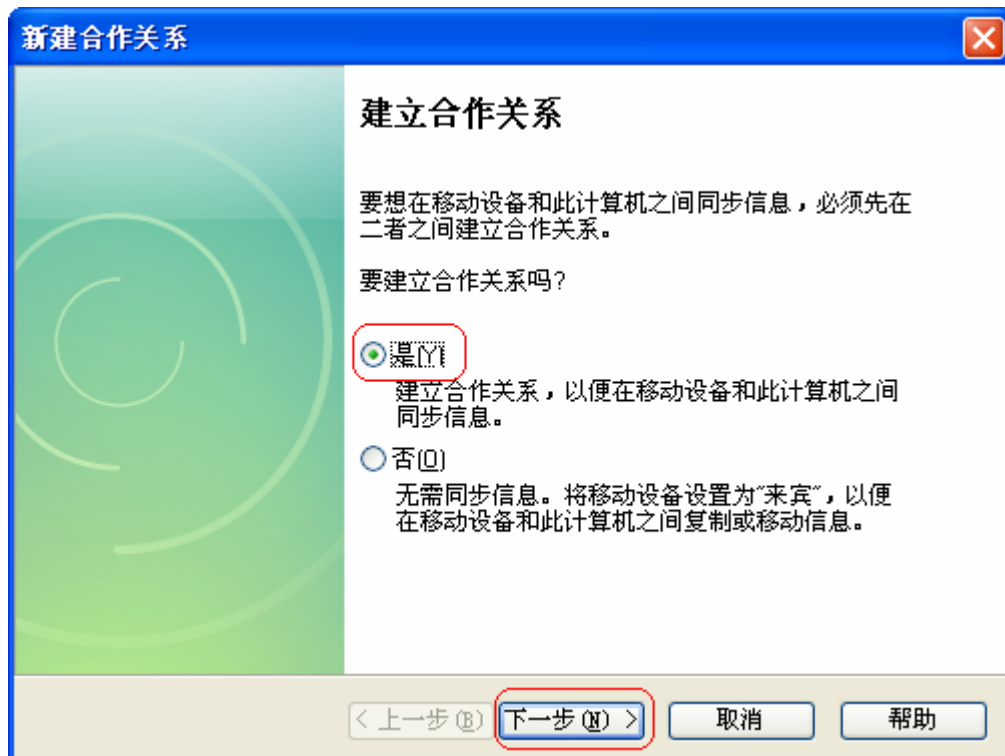 新建合作关系
建立合作关系
要想在移动设备和此计算机之间同步信息，必须先在
二者之间建立合作关系。
要建立合作关系吗？
是(Y)
建立合作关系，以便在移动设备和此计算机之间
同步信息。
否(O)
无需同步信息。将移动设备设置为“来宾”，以便
在移动设备和此计算机之间复制或移动信息。
< 上一步(B) 下一步(N) > 取消 帮助